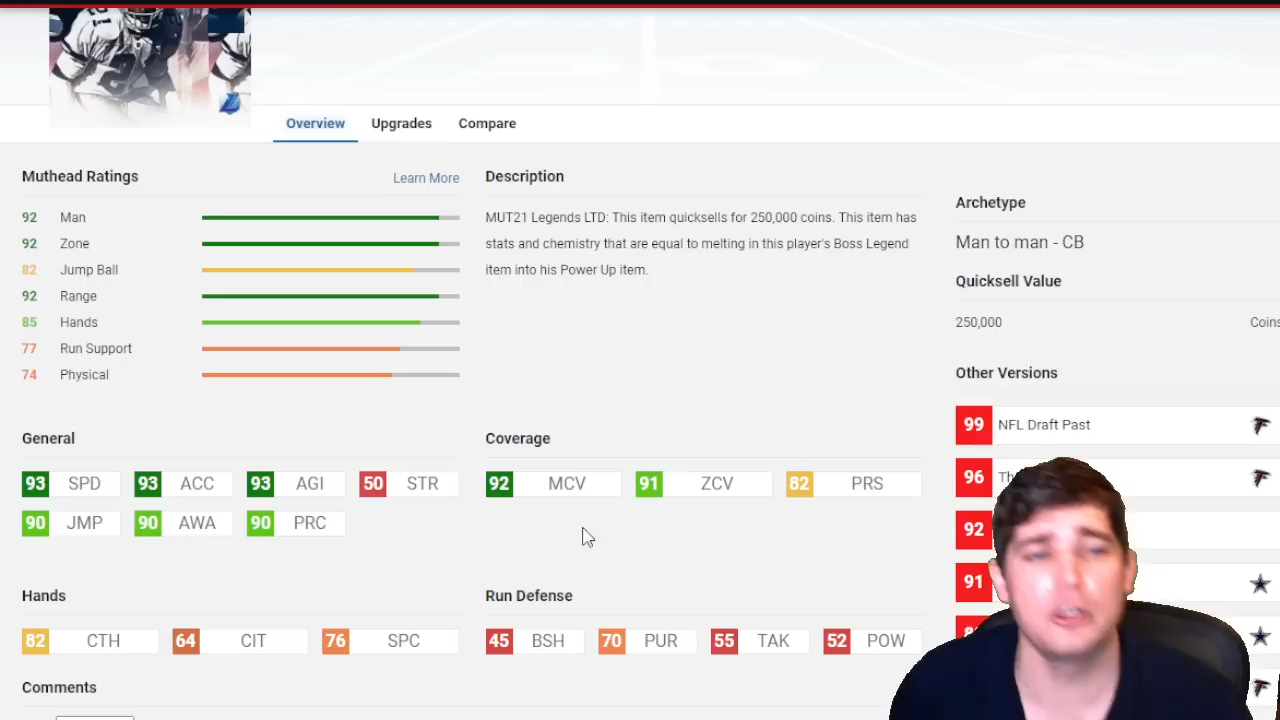 21
Overview Upgrades Compare
Muthead Ratings Learn More
92 Man
92 Zone
82 Jump Ball
92 Range
85 Hands
77 Run Support
74 Physical
Description
MUT21 Legends LTD: This item quicksells for 250,000 coins. This item has
stats and chemistry that are equal to melting in this player's Boss Legend
item into his Power Up item.
Archetype
Man to man - CB
Quicksell Value
250,000 Coins
Other Versions
99 NFL Draft Past
96
92
91
General
93 SPD 93 ACC 93 AGI 50 STR
90 JMP 90 AWA 90 PRC
Coverage
92 MCV 91 ZCV 82 PRS
Hands
82 CTH 64 CIT 76 SPC
Run Defense
45 BSH 70 PUR 55 TAK 52 POW
Comments